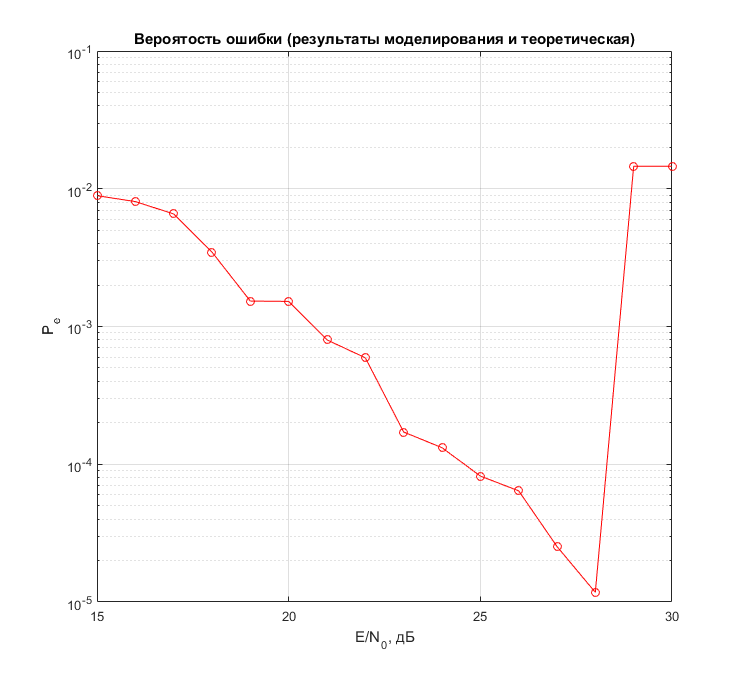 Вероятость ошибки (результаты моделирования и теоретическая)
10^-1
10^-2
10^-3
10^-4
10^-5
P_e
15 20 25 30
E/N_0, дБ